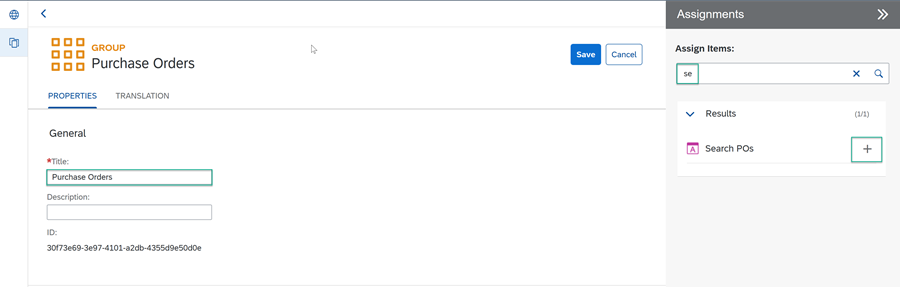 GROUP
Purchase Orders
Save
Cancel
PROPERTIES
TRANSLATION
General
*Title:
Purchase Orders
Description:
ID:
30f73e69-3e97-4101-a2db-4355d9e50d0e
Assignments
Assign Items:
se
Results
(1/1)
A
Search POs